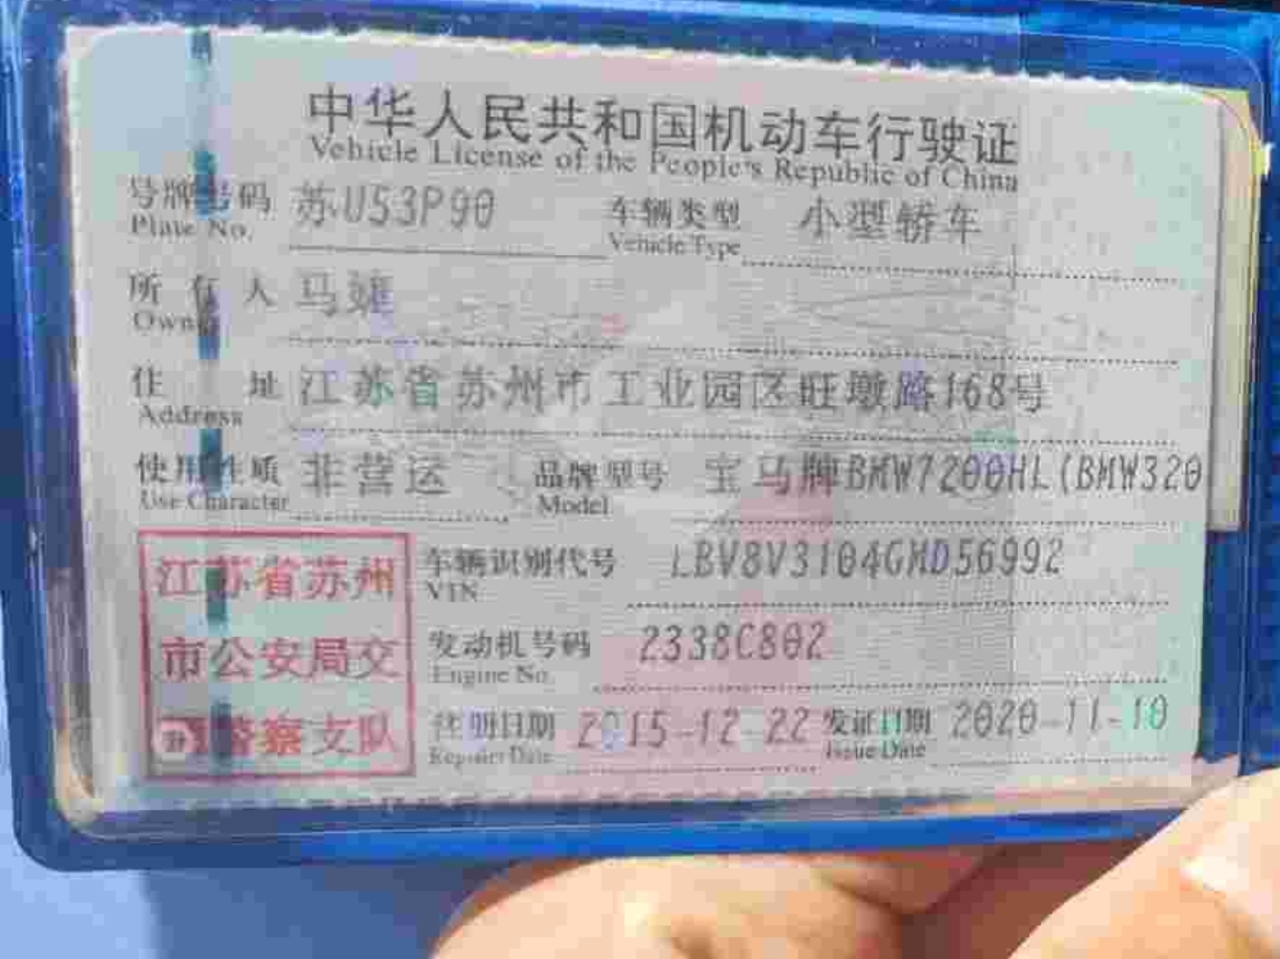 中华人民共和国机动车行驶证
Vehicle License of the People's Republic of China
号牌号码 苏U53P90 车辆类型 小型轿车
Plate No. Vehicle Type
所有人 马雄
Owner
住址 江苏省苏州市工业园区旺墩路168号
Address
使用性质 非营运 品牌型号 宝马牌BMW7200HL(BMW320
Use Character Model
江苏省苏州
市公安局交
警察支队
车辆识别代号 LBV8V3104GMD56992
VIN
发动机号码 2338C802
Engine No.
注册日期 2015-12-22 发证日期 2020-11-10
Register Date Issue Date